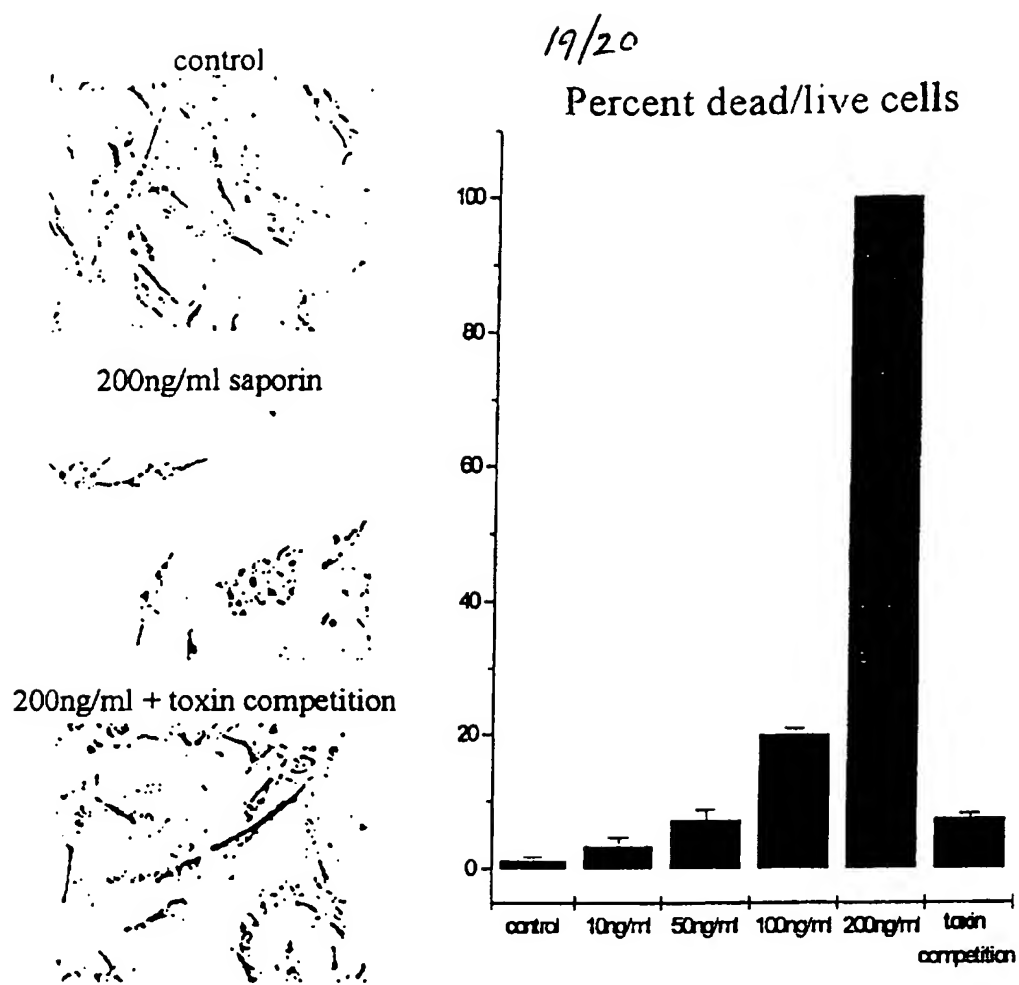 19/20
control
Percent dead/live cells
100
80
60
40
20
0
control 10ng/ml 50ng/ml 100ng/ml 200ng/ml toxin
competition
200ng/ml saporin
200ng/ml + toxin competition